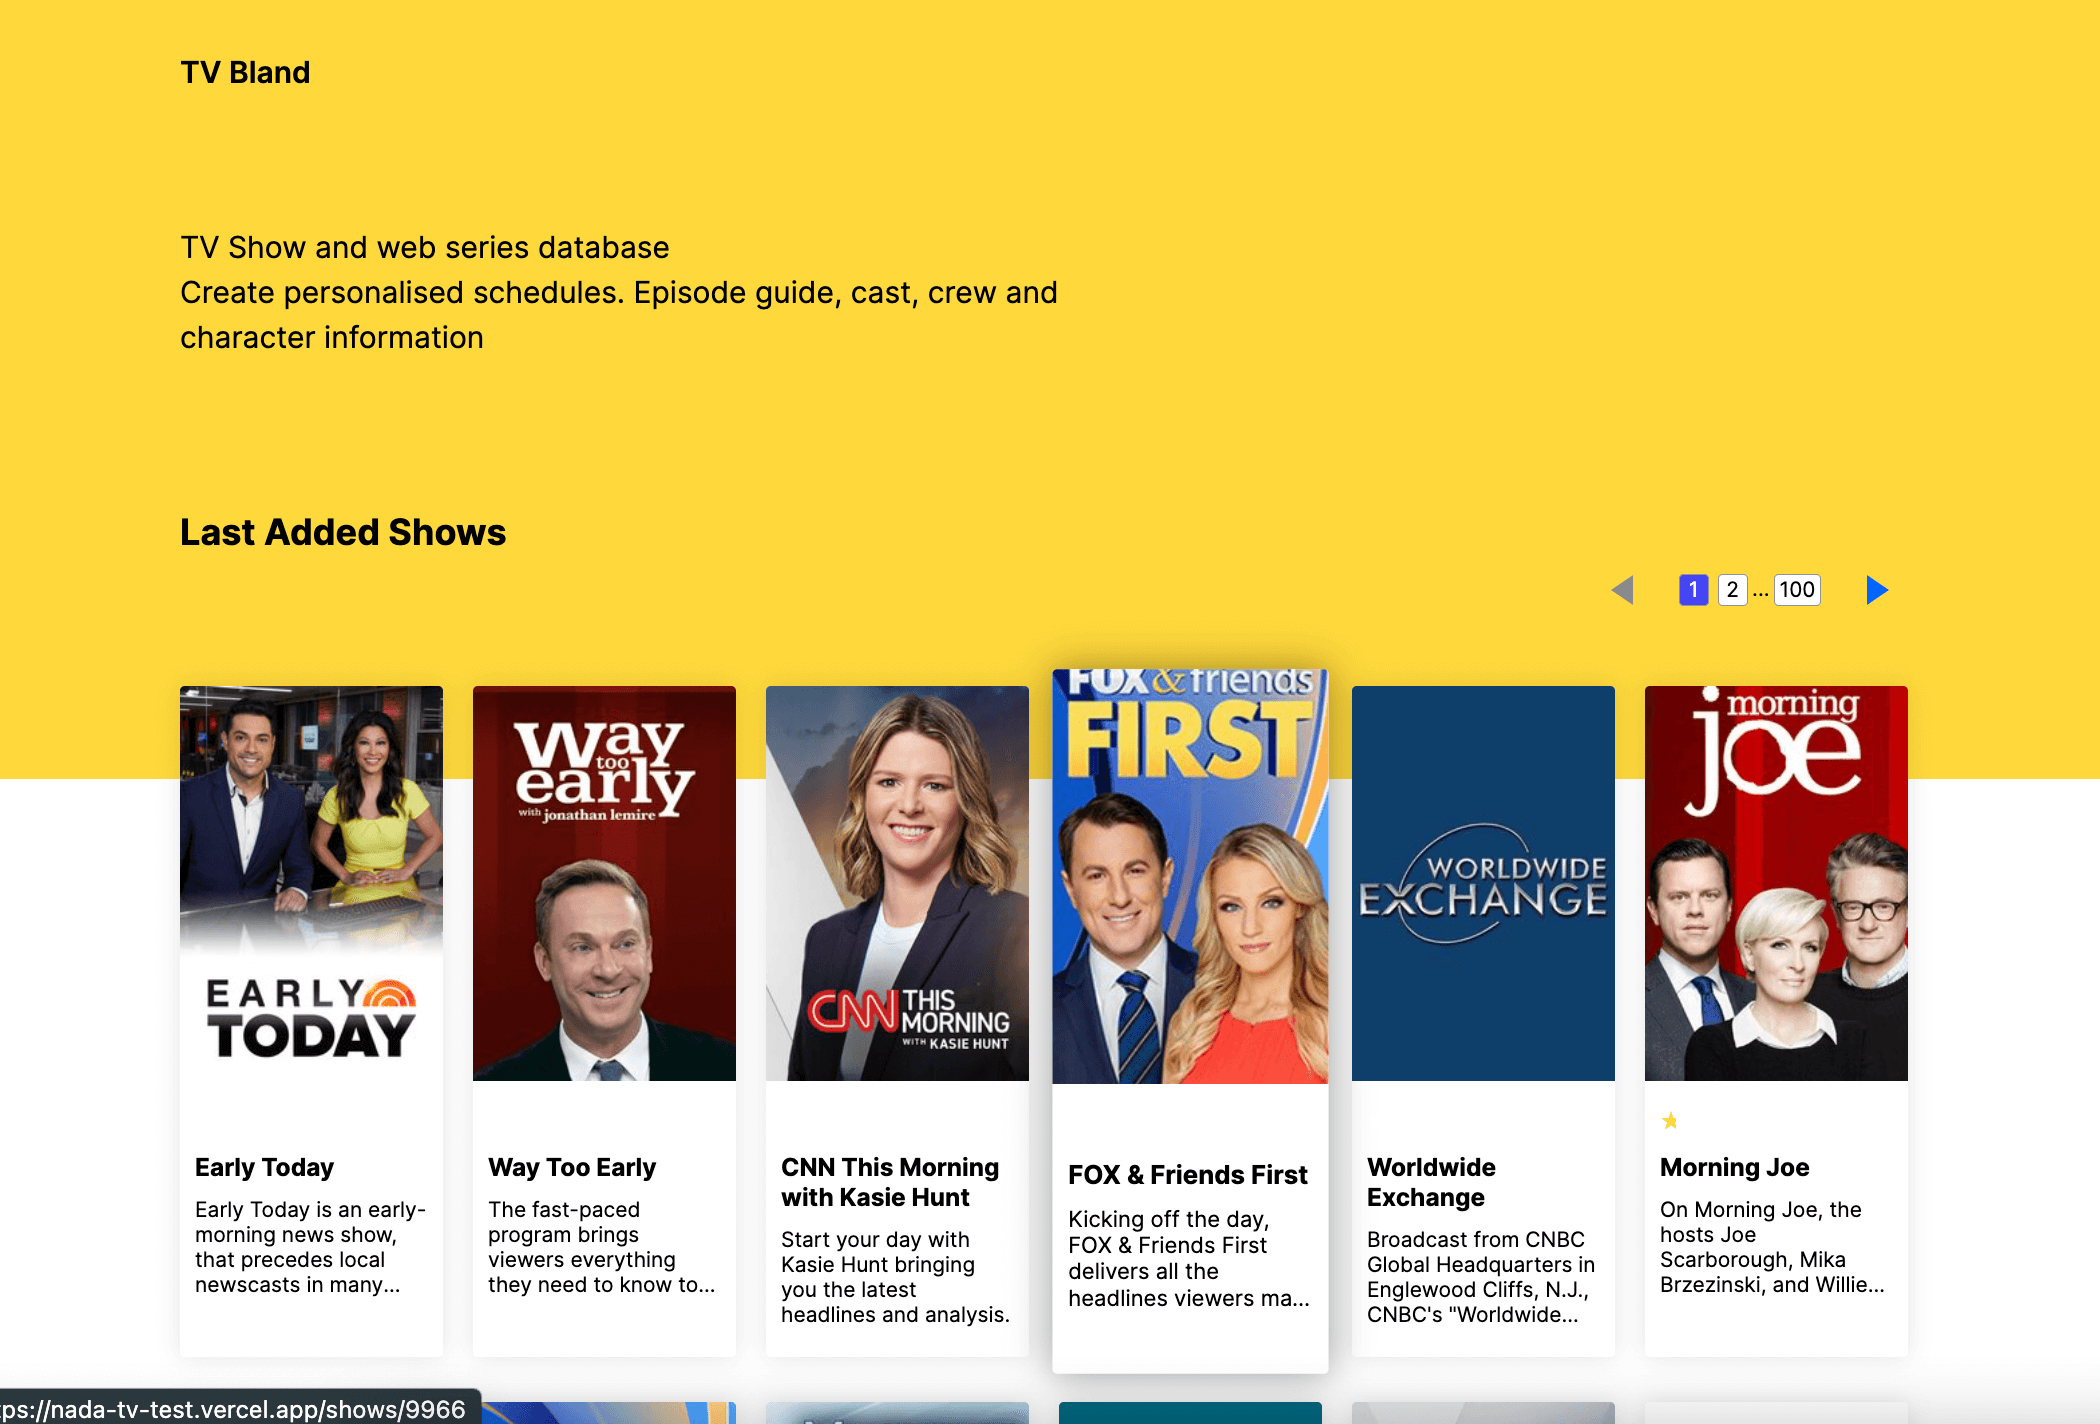 TV Bland
TV Show and web series database
Create personalised schedules. Episode guide, cast, crew and
character information
Last Added Shows
1 2 ... 100
EARLY
TODAY
Early Today
Early Today is an early-
morning news show,
that precedes local
newscasts in many...
way
too
early
with jonathan lemire
Way Too Early
The fast-paced
program brings
viewers everything
they need to know to...
CNN THIS
MORNING
WITH KASIE HUNT
CNN This Morning
with Kasie Hunt
Start your day with
Kasie Hunt bringing
you the latest
headlines and analysis.
FOX & friends
FIRST
FOX & Friends First
Kicking off the day,
FOX & Friends First
delivers all the
headlines viewers ma...
WORLDWIDE
EXCHANGE
Worldwide
Exchange
Broadcast from CNBC
Global Headquarters in
Englewood Cliffs, N.J.,
CNBC's "Worldwide...
morning
joe
Morning Joe
On Morning Joe, the
hosts Joe
Scarborough, Mika
Brzezinski, and Willie...
ps://nada-tv-test.vercel.app/shows/9966